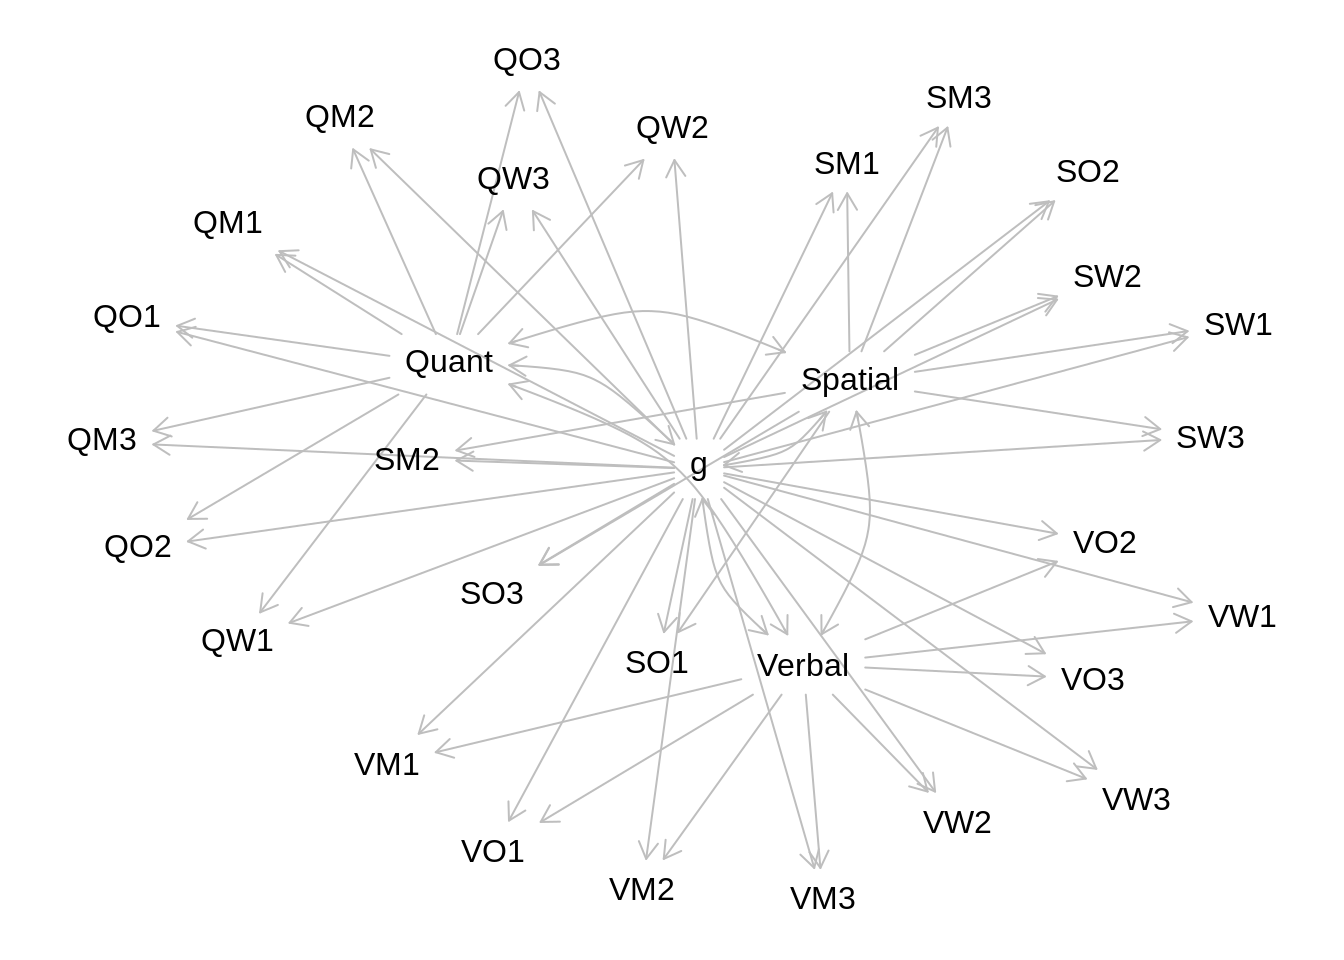 QO3
SM3
QM2
QW2
SM1
SO2
QW3
QM1
SW2
QO1
SW1
Quant
Spatial
QM3
SW3
SM2
g
VO2
QO2
SO3
VW1
QW1
SO1
Verbal
VO3
VM1
VW3
VW2
VO1
VM2
VM3